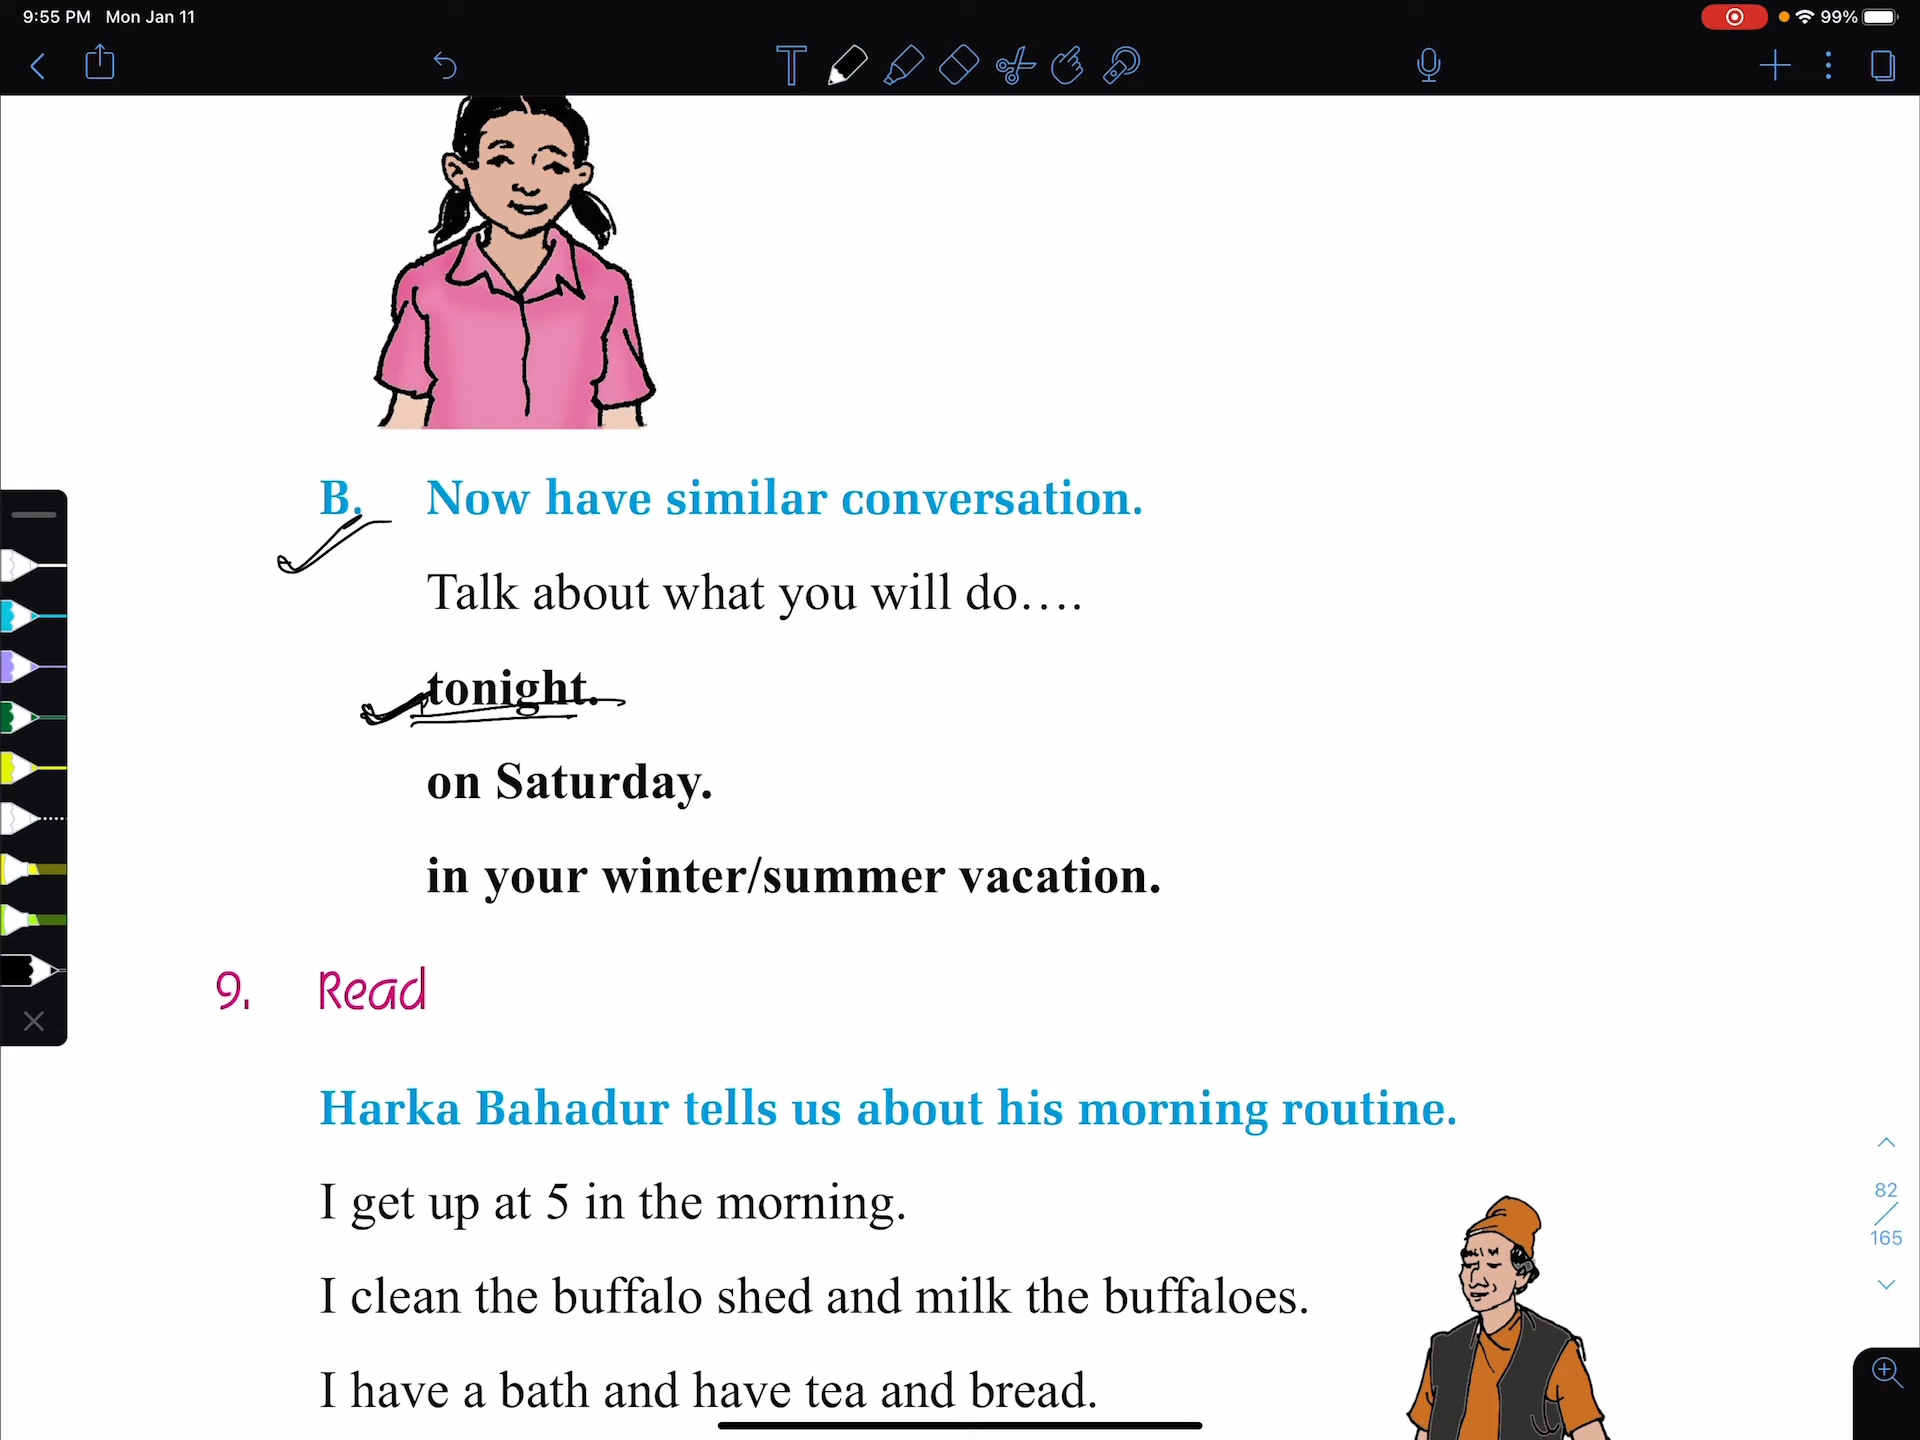 9:55 PM Mon Jan 11
99%
B. Now have similar conversation.
Talk about what you will do....
tonight.
on Saturday.
in your winter/summer vacation.
9. Read
Harka Bahadur tells us about his morning routine.
I get up at 5 in the morning.
I clean the buffalo shed and milk the buffaloes.
I have a bath and have tea and bread.
82
/
165